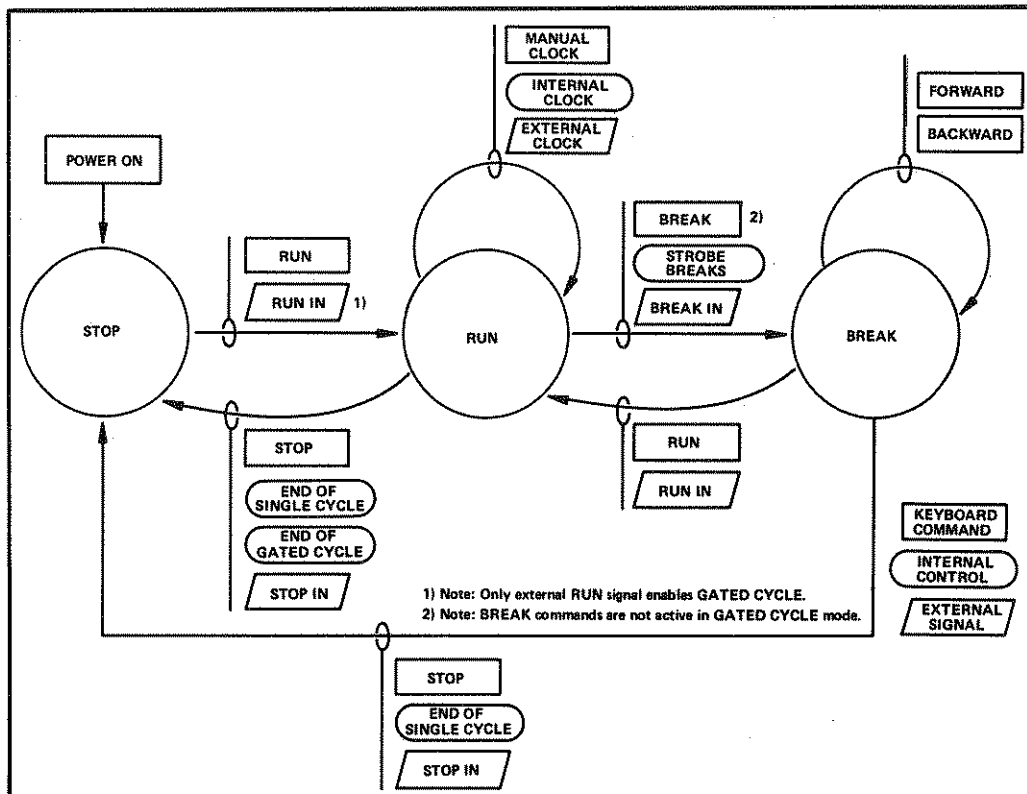 MANUAL
CLOCK
INTERNAL
CLOCK
EXTERNAL
CLOCK
FORWARD
BACKWARD
POWER ON
RUN
RUN IN 1)
BREAK 2)
STROBE
BREAKS
BREAK IN
STOP
RUN
BREAK
STOP
END OF
SINGLE CYCLE
END OF
GATED CYCLE
STOP IN
RUN
RUN IN
KEYBOARD
COMMAND
INTERNAL
CONTROL
EXTERNAL
SIGNAL
1) Note: Only external RUN signal enables GATED CYCLE.
2) Note: BREAK commands are not active in GATED CYCLE mode.
STOP
END OF
SINGLE CYCLE
STOP IN